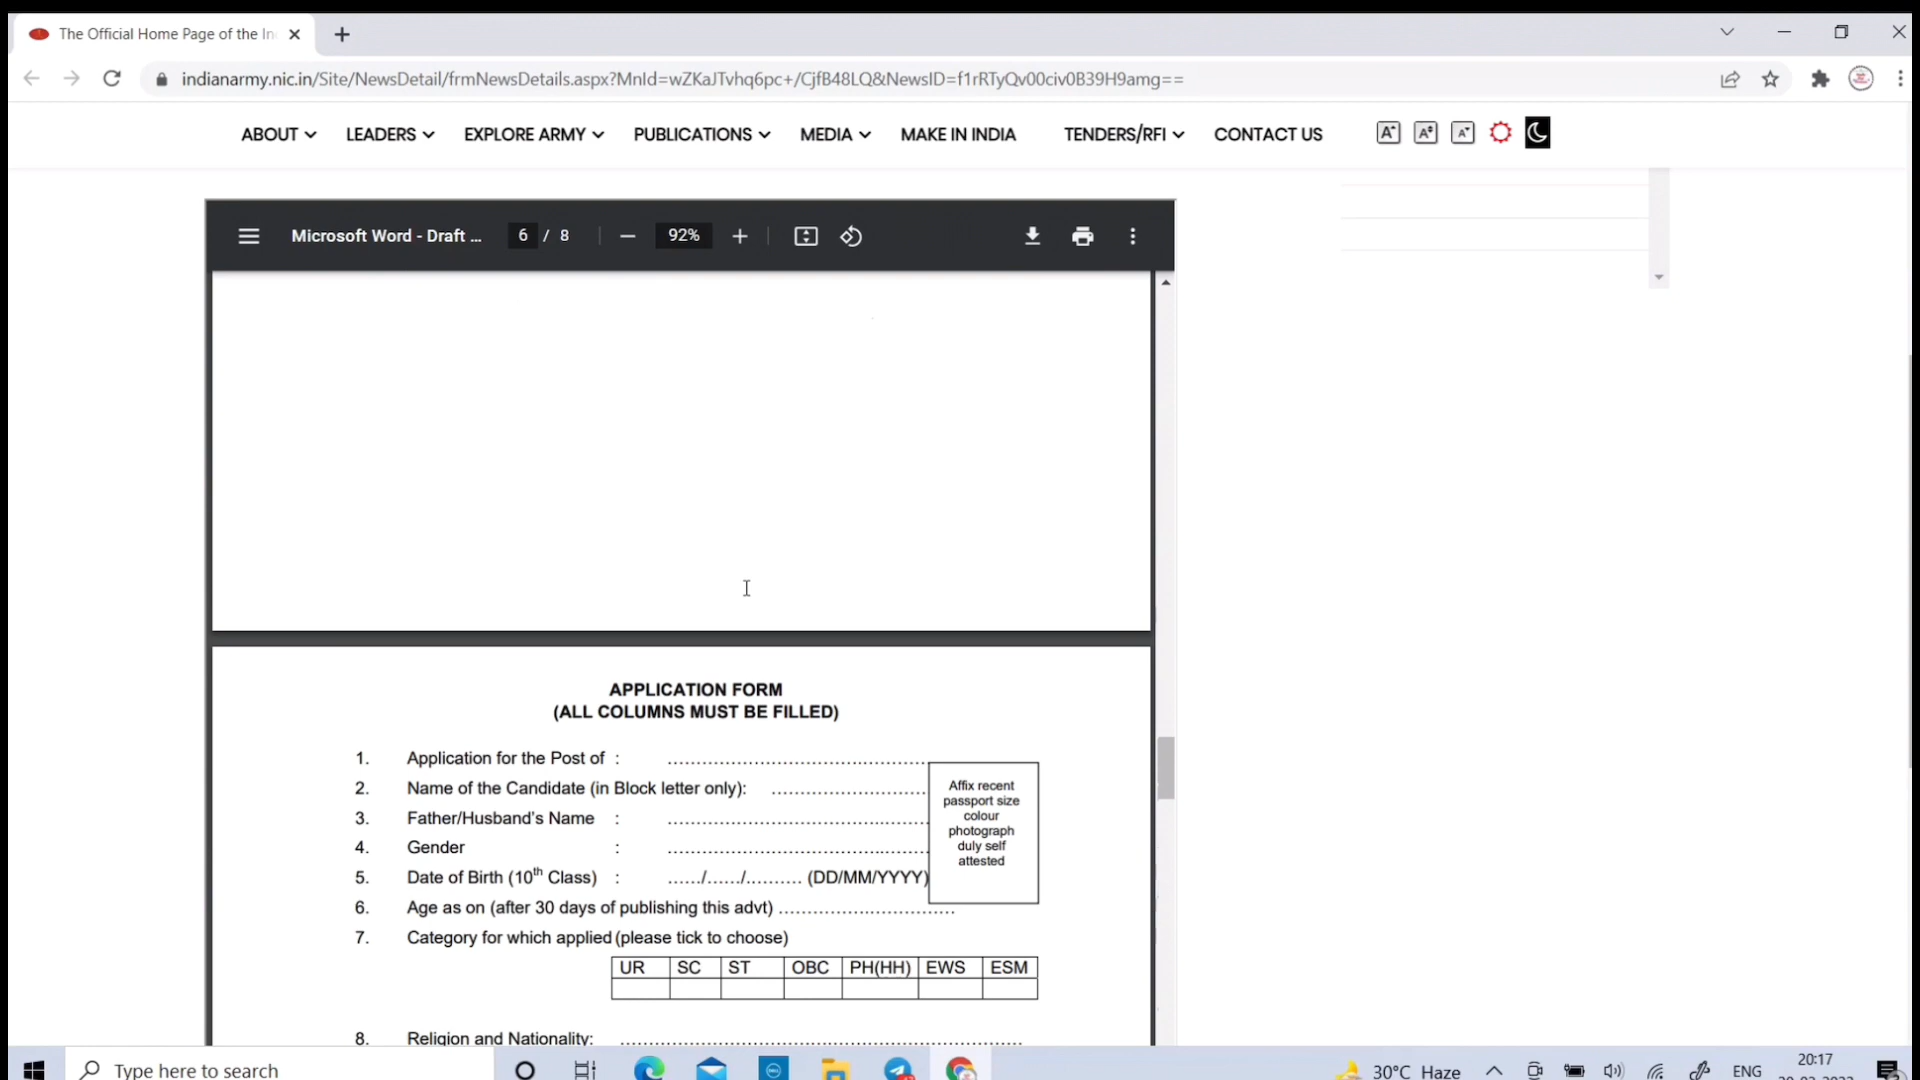 The Official Home Page of the In
indianarmy.nic.in/Site/NewsDetail/frmNewsDetails.aspx?MnId=wZKaJTvhq6pc+/CjfB48LQ&NewsID=f1rRTyQv00civ0B39H9amg==
ABOUT LEADERS EXPLORE ARMY PUBLICATIONS MEDIA MAKE IN INDIA TENDERS/RFI CONTACT US A A A
Microsoft Word - Draft ... 6 / 8 92%
APPLICATION FORM
(ALL COLUMNS MUST BE FILLED)
1. Application for the Post of : ................................................
2. Name of the Candidate (in Block letter only): ............................
3. Father/Husband's Name : ................................................
4. Gender : ................................................
5. Date of Birth (10th Class) : ....../....../.......... (DD/MM/YYYY)
6. Age as on (after 30 days of publishing this advt) ................................
7. Category for which applied (please tick to choose)
Affix recent
passport size
colour
photograph
duly self
attested
UR SC ST OBC PH(HH) EWS ESM
8. Religion and Nationality: ................................................................
Type here to search
30°C Haze ENG 20:17